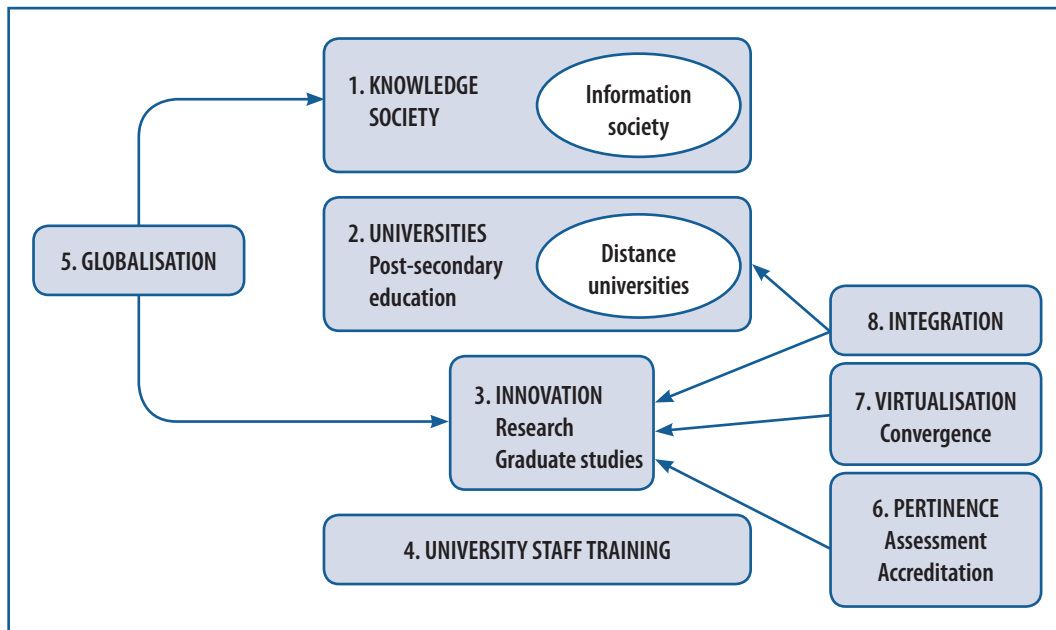 1. KNOWLEDGE
SOCIETY
Information
society
2. UNIVERSITIES
Post-secondary
education
Distance
universities
5. GLOBALISATION
3. INNOVATION
Research
Graduate studies
4. UNIVERSITY STAFF TRAINING
8. INTEGRATION
7. VIRTUALISATION
Convergence
6. PERTINENCE
Assessment
Accreditation